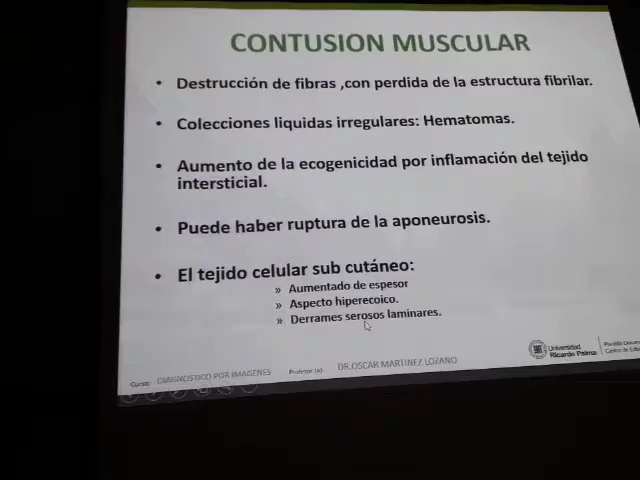 CONTUSION MUSCULAR
• Destrucción de fibras ,con perdida de la estructura fibrilar.
• Colecciones liquidas irregulares: Hematomas.
• Aumento de la ecogenicidad por inflamación del tejido
intersticial.
• Puede haber ruptura de la aponeurosis.
• El tejido celular sub cutáneo:
» Aumentado de espesor
» Aspecto hiperecoico.
» Derrames serosos laminares.
Curso: DIAGNOSTICO POR IMAGENES Profesor (a): DR.OSCAR MARTINEZ LOZANO
Universidad
Ricardo Palma